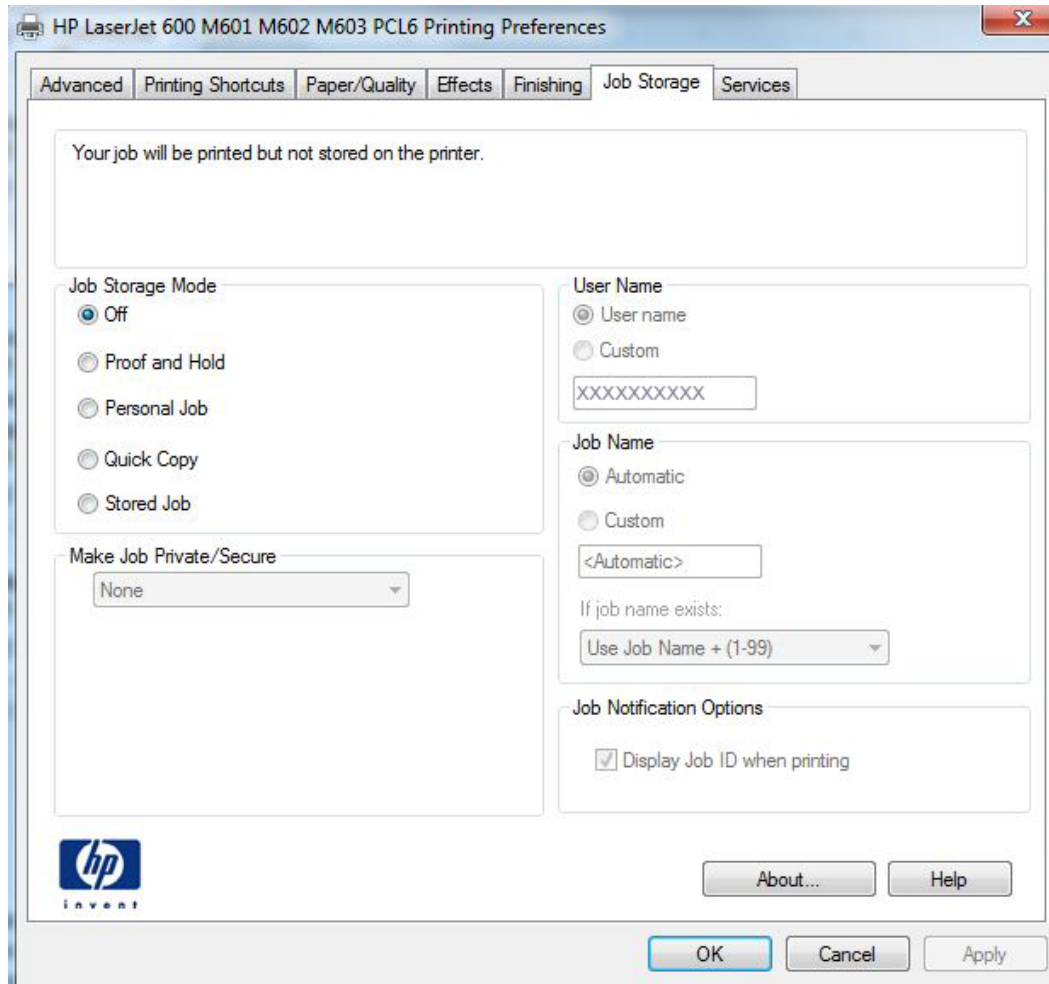 HP LaserJet 600 M601 M602 M603 PCL6 Printing Preferences
Advanced Printing Shortcuts Paper/Quality Effects Finishing Job Storage Services
Your job will be printed but not stored on the printer.
Job Storage Mode
Off
Proof and Hold
Personal Job
Quick Copy
Stored Job
Make Job Private/Secure
None
User Name
User name
Custom
XXXXXXXXXX
Job Name
Automatic
Custom
<Automatic>
If job name exists:
Use Job Name + (1-99)
Job Notification Options
Display Job ID when printing
hp
invent
About... Help
OK Cancel Apply